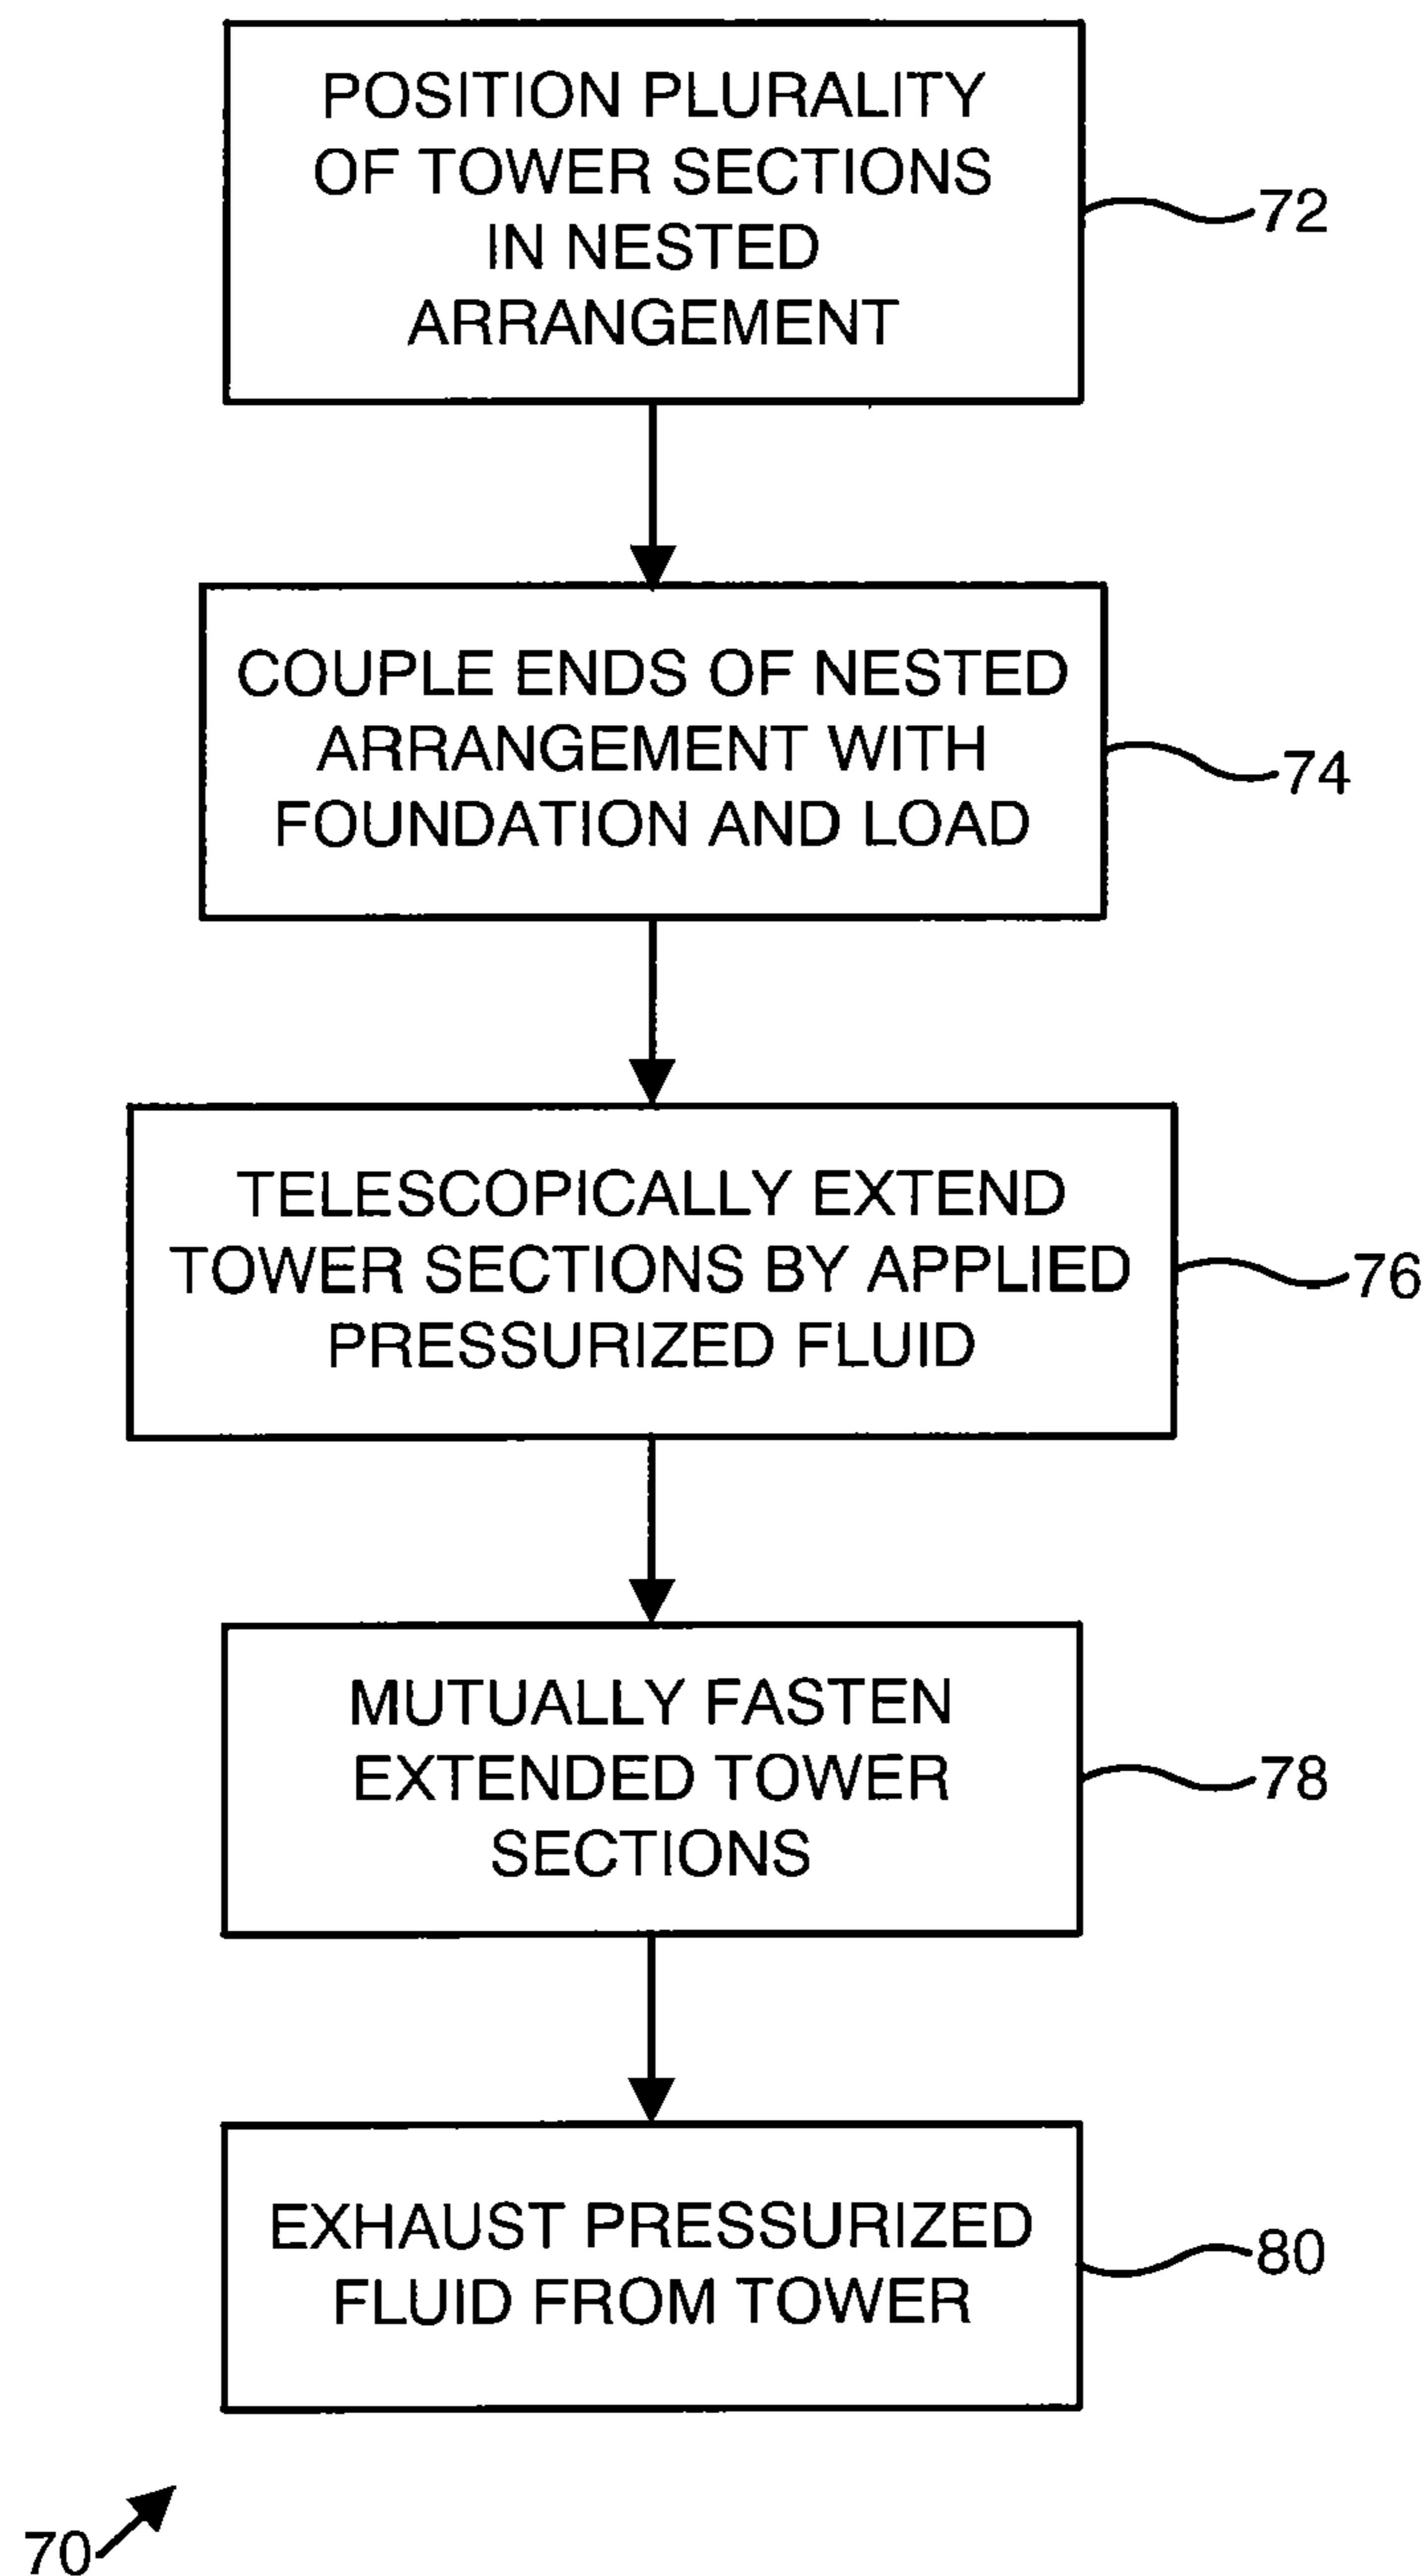 POSITION PLURALITY
OF TOWER SECTIONS
IN NESTED
ARRANGEMENT
72
COUPLE ENDS OF NESTED
ARRANGEMENT WITH
FOUNDATION AND LOAD
74
TELESCOPICALLY EXTEND
TOWER SECTIONS BY APPLIED
PRESSURIZED FLUID
76
MUTUALLY FASTEN
EXTENDED TOWER
SECTIONS
78
EXHAUST PRESSURIZED
FLUID FROM TOWER
80
70